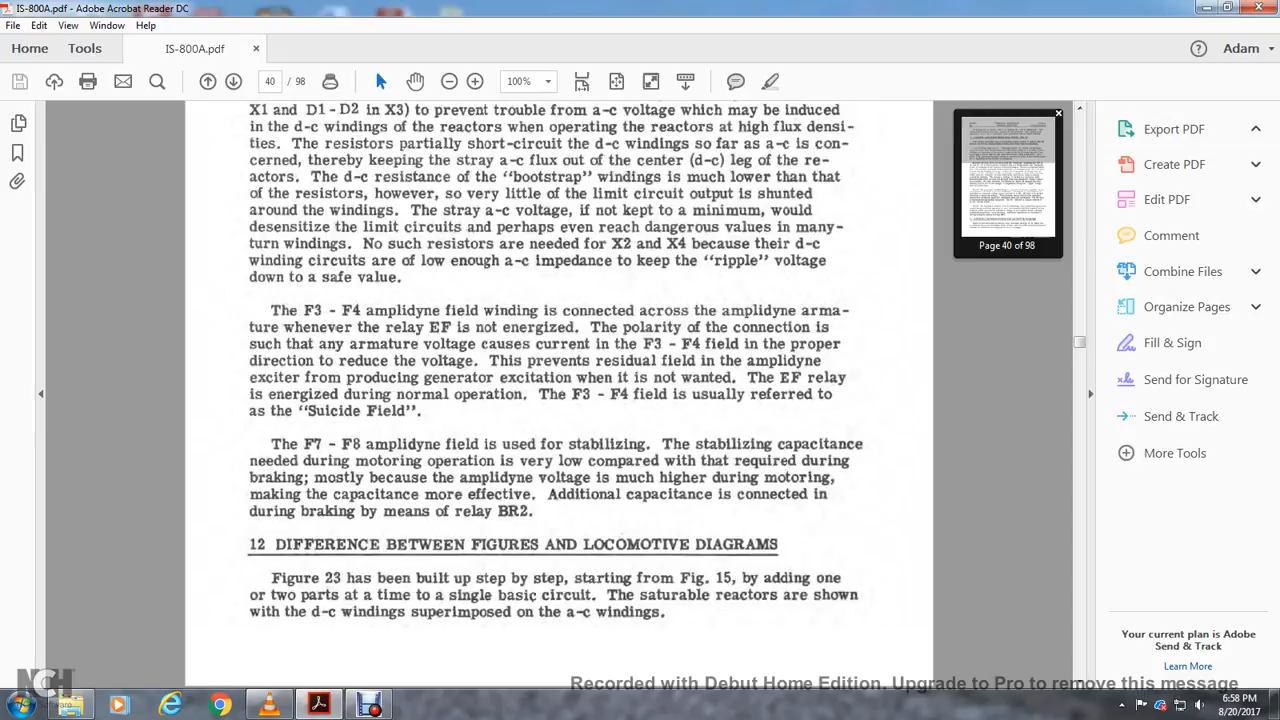 IS-800A.pdf - Adobe Acrobat Reader DC
File Edit View Window Help
Home Tools IS-800A.pdf × Adam
40 / 98 100%
X1 and D1 - D2 in X3) to prevent trouble from a-c voltage which may be induced
in the d-c windings of the reactors when operating the reactors at high flux densi-
ties. The resistors partially short-circuit the d-c windings so far as a-c is con-
cerned, thereby keeping the stray a-c flux out of the center (d-c) leg of the re-
actors. The d-c resistance of the "bootstrap" windings is much lower than that
of the resistors, however, so very little of the limit circuit output is shunted
around the windings. The stray a-c voltage, if not kept to a minimum, would
desensitize the limit circuits and perhaps even reach dangerous values in many-
turn windings. No such resistors are needed for X2 and X4 because their d-c
winding circuits are of low enough a-c impedance to keep the "ripple" voltage
down to a safe value.
The F3 - F4 amplidyne field winding is connected across the amplidyne arma-
ture whenever the relay EF is not energized. The polarity of the connection is
such that any armature voltage causes current in the F3 - F4 field in the proper
direction to reduce the voltage. This prevents residual field in the amplidyne
exciter from producing generator excitation when it is not wanted. The EF relay
is energized during normal operation. The F3 - F4 field is usually referred to
as the "Suicide Field".
The F7 - F8 amplidyne field is used for stabilizing. The stabilizing capacitance
needed during motoring operation is very low compared with that required during
braking; mostly because the amplidyne voltage is much higher during motoring,
making the capacitance more effective. Additional capacitance is connected in
during braking by means of relay BR2.
12 DIFFERENCE BETWEEN FIGURES AND LOCOMOTIVE DIAGRAMS
Figure 23 has been built up step by step, starting from Fig. 15, by adding one
or two parts at a time to a single basic circuit. The saturable reactors are shown
with the d-c windings superimposed on the a-c windings.
Page 40 of 98
Export PDF
Create PDF
Edit PDF
Comment
Combine Files
Organize Pages
Fill & Sign
Send for Signature
Send & Track
More Tools
Your current plan is Adobe
Send & Track
Learn More
NCH
Recorded with Debut Home Edition. Upgrade to Pro to remove this message
6:58 PM
8/20/2017